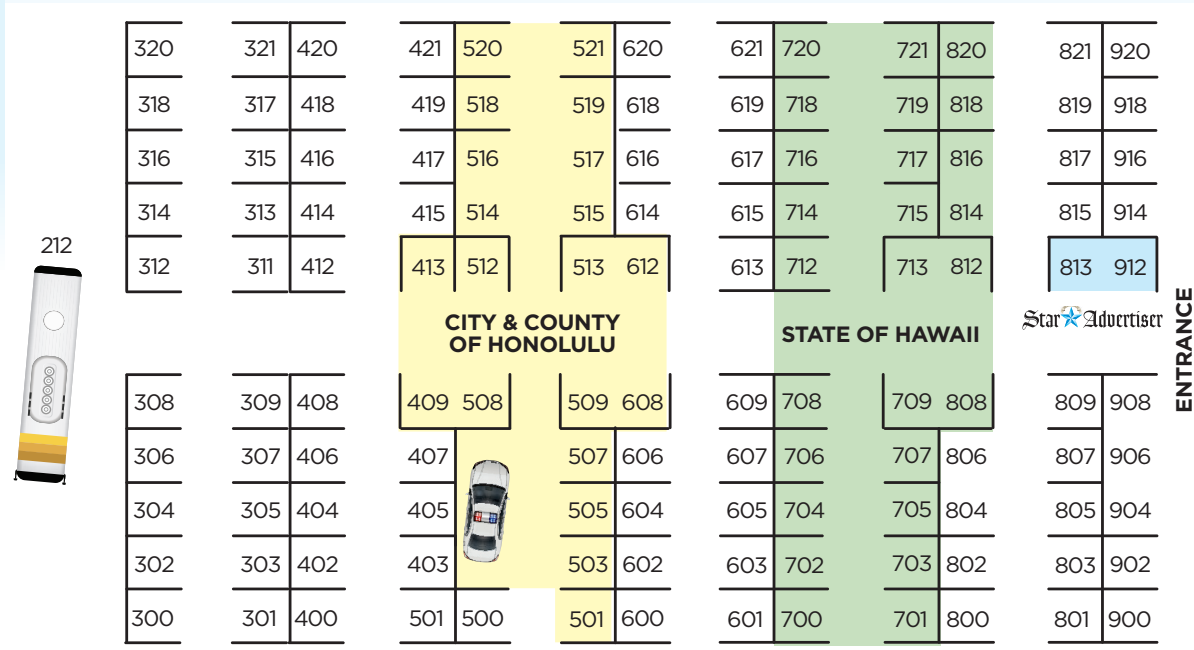 320 321 420 421 520 521 620 621 720 721 820 821 920
318 317 418 419 518 519 618 619 718 719 818 819 918
316 315 416 417 516 517 616 617 716 717 816 817 916
314 313 414 415 514 515 614 615 714 715 814 815 914
212
312 311 412 413 512 513 612 613 712 713 812 813 912
CITY & COUNTY
OF HONOLULU
STATE OF HAWAII
Star Advertiser
ENTRANCE
308 309 408 409 508 509 608 609 708 709 808 809 908
306 307 406 407 507 606 607 706 707 806 807 906
304 305 404 405 505 604 605 704 705 804 805 904
302 303 402 403 503 602 603 702 703 802 803 902
300 301 400 501 500 501 600 601 700 701 800 801 900